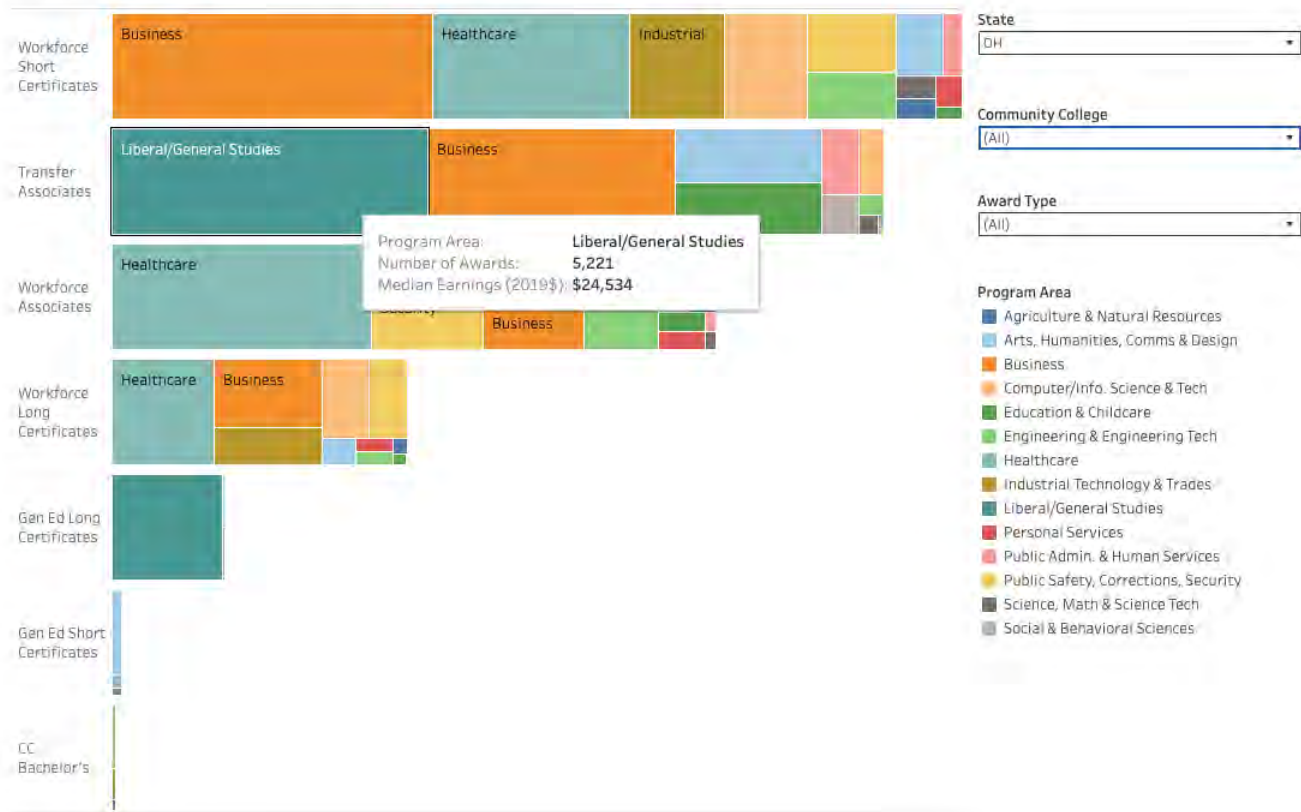 Workforce
Short
Certificates
Business
Healthcare
Industrial
Transfer
Associates
Liberal/General Studies
Business
Program Area: Liberal/General Studies
Number of Awards: 5,221
Median Earnings (2019$): $24,534
Workforce
Associates
Healthcare
Security
Business
Workforce
Long
Certificates
Healthcare
Business
Gen Ed Long
Certificates
Gen Ed Short
Certificates
CC
Bachelor's
State
OH
Community College
(All)
Award Type
(All)
Program Area
Agriculture & Natural Resources
Arts, Humanities, Comms & Design
Business
Computer/Info. Science & Tech
Education & Childcare
Engineering & Engineering Tech
Healthcare
Industrial Technology & Trades
Liberal/General Studies
Personal Services
Public Admin. & Human Services
Public Safety, Corrections, Security
Science, Math & Science Tech
Social & Behavioral Sciences